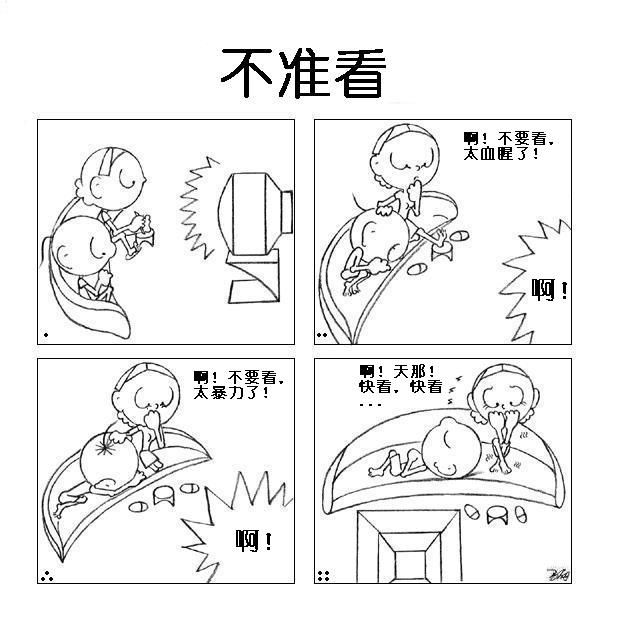 不准看
啊！不要看，
太血腥了！
啊！
啊！不要看，
太暴力了！
啊！
啊！天那！
快看，快看
...